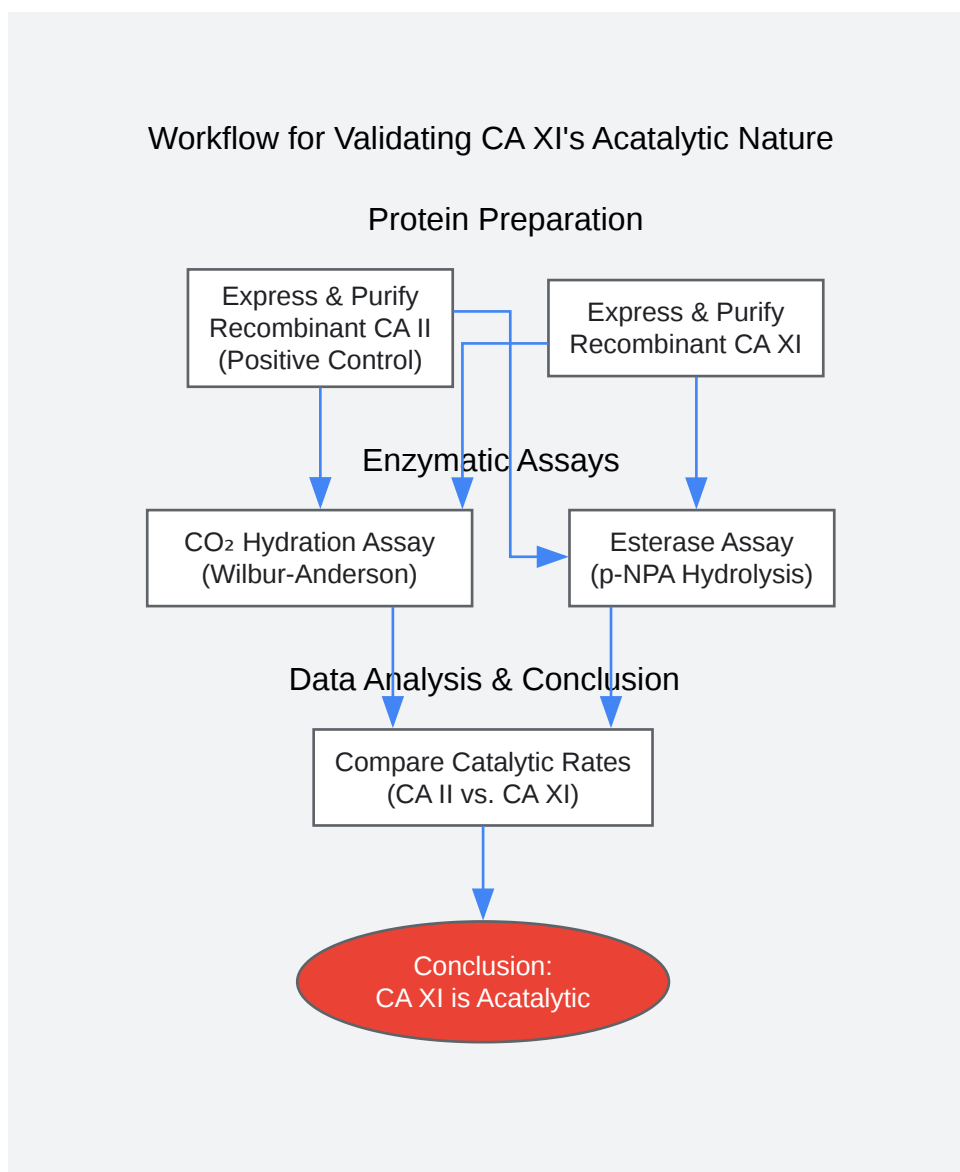 Workflow for Validating CA XI's Acatalytic Nature
Protein Preparation
Express & Purify
Recombinant CA II
(Positive Control)
Express & Purify
Recombinant CA XI
Enzymatic Assays
CO₂ Hydration Assay
(Wilbur-Anderson)
Esterase Assay
(p-NPA Hydrolysis)
Data Analysis & Conclusion
Compare Catalytic Rates
(CA II vs. CA XI)
Conclusion:
CA XI is Acatalytic